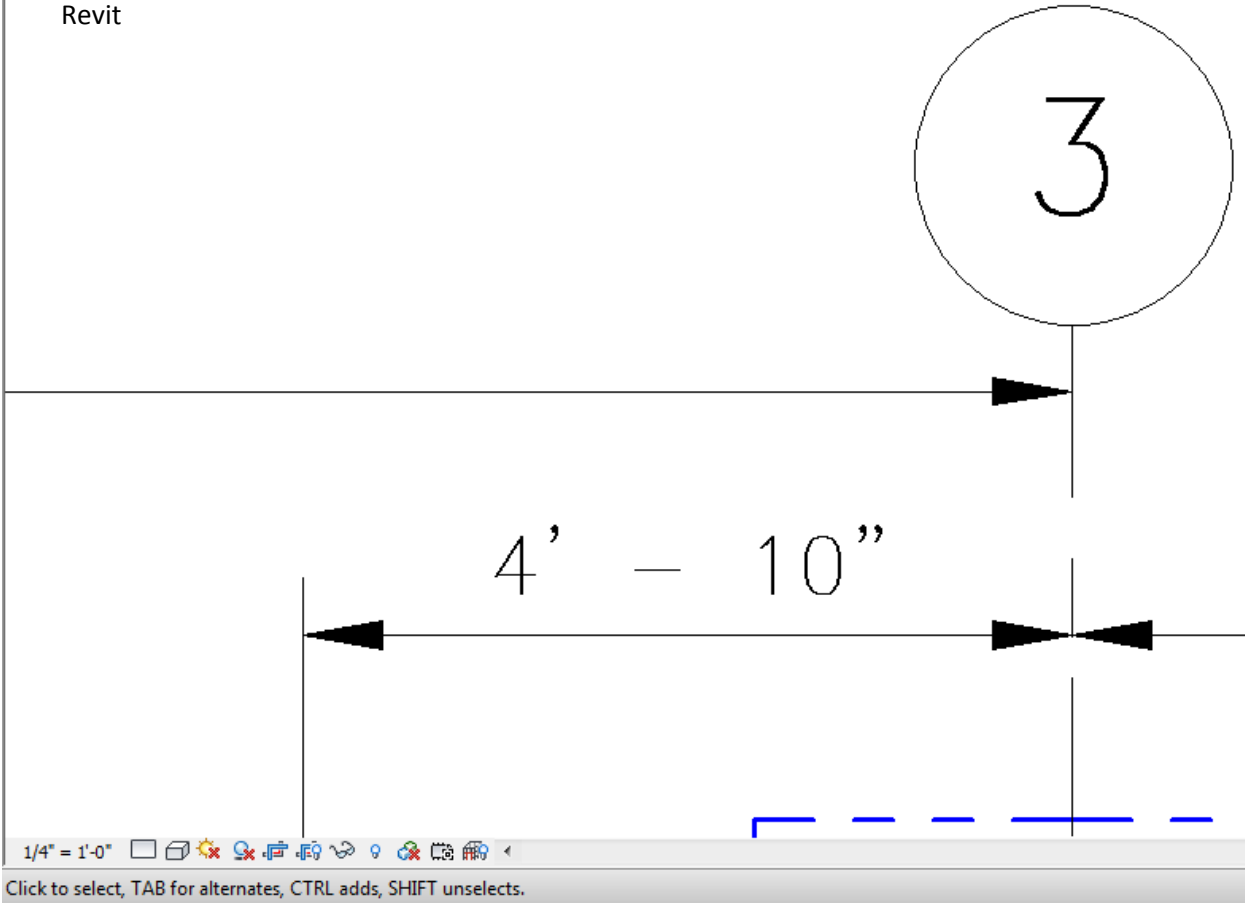 Revit
3
4’ – 10”
1/4" = 1'-0"
Click to select, TAB for alternates, CTRL adds, SHIFT unselects.